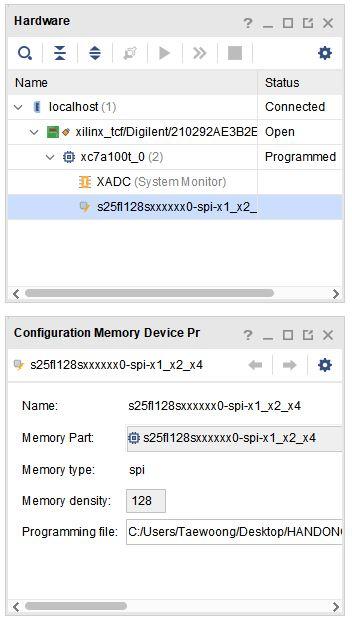 Hardware
Name Status
localhost (1) Connected
xilinx_tcf/Digilent/210292AE3B2E Open
xc7a100t_0 (2) Programmed
XADC (System Monitor)
s25fl128sxxxxxx0-spi-x1_x2_
Configuration Memory Device Pr
s25fl128sxxxxxx0-spi-x1_x2_x4
Name: s25fl128sxxxxxx0-spi-x1_x2_x4
Memory Part: s25fl128sxxxxxx0-spi-x1_x2_x4
Memory type: spi
Memory density: 128
Programming file: C:/Users/Taewoong/Desktop/HANDONG